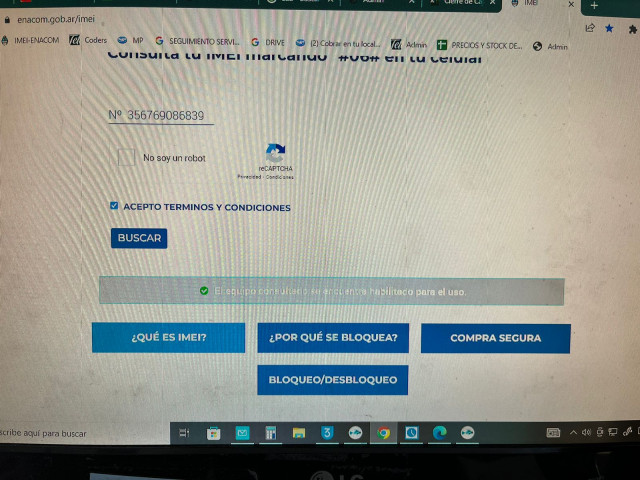 Cierre de C
IMEI
enacom.gob.ar/imei
IMEI-ENACOM Coders MP SEGUIMIENTO SERVI... DRIVE (2) Cobrar en tu local... Admin PRECIOS Y STOCK DE... Admin
Consulta tu IMEI marcando *#06# en tu celular
Nº 356769086839
No soy un robot
reCAPTCHA
Privacidad - Condiciones
ACEPTO TERMINOS Y CONDICIONES
BUSCAR
El equipo consultado se encuentra habilitado para el uso.
¿QUÉ ES IMEI? ¿POR QUÉ SE BLOQUEA? COMPRA SEGURA
BLOQUEO/DESBLOQUEO
scribe aquí para buscar
LG